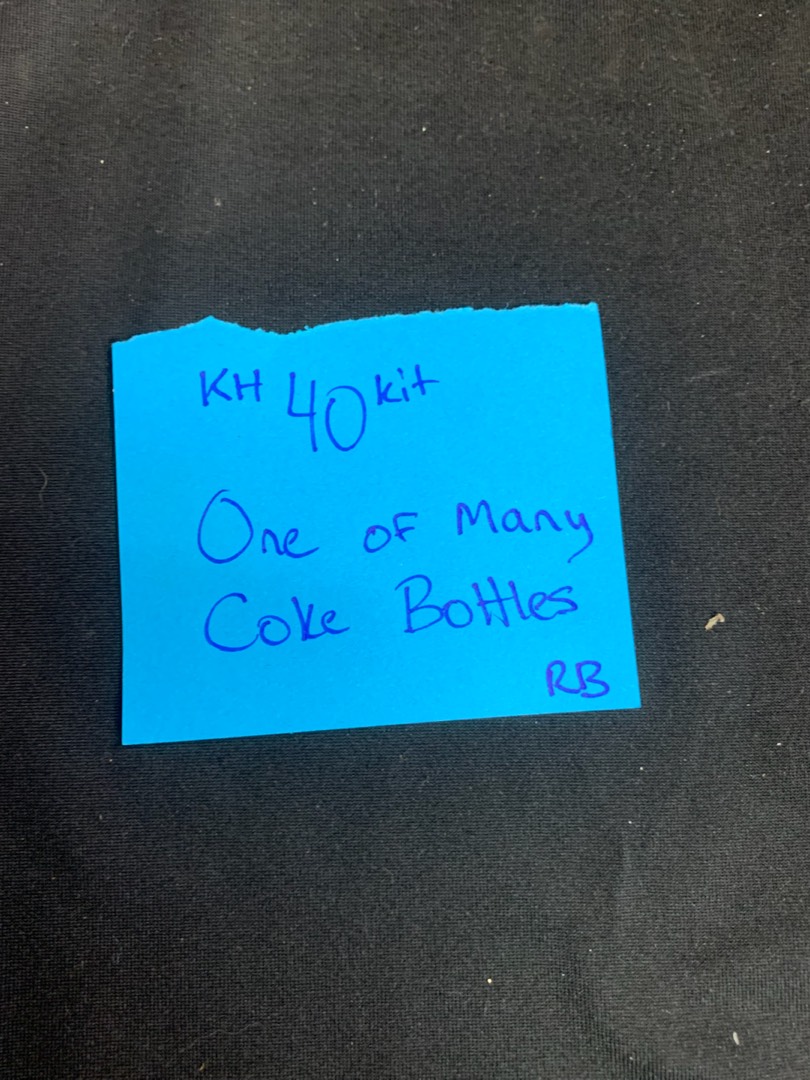 KH 40 kit
One of Many
Coke Bottles
RB